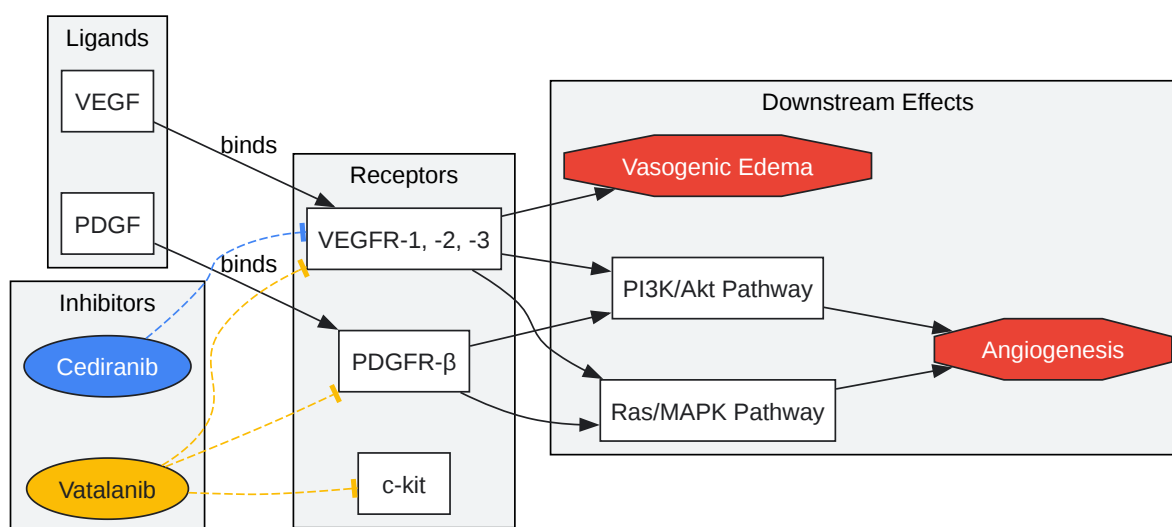 Ligands
VEGF
PDGF
binds
binds
Inhibitors
Cediranib
Vatalanib
Receptors
VEGFR-1, -2, -3
PDGFR-β
c-kit
Downstream Effects
Vasogenic Edema
PI3K/Akt Pathway
Ras/MAPK Pathway
Angiogenesis